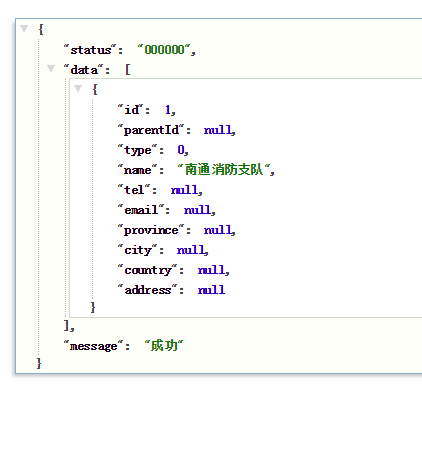 {
"status": "000000",
"data": [
{
"id": 1,
"parentId": null,
"type": 0,
"name": "南通消防支队",
"tel": null,
"email": null,
"province": null,
"city": null,
"country": null,
"address": null
}
],
"message": "成功"
}